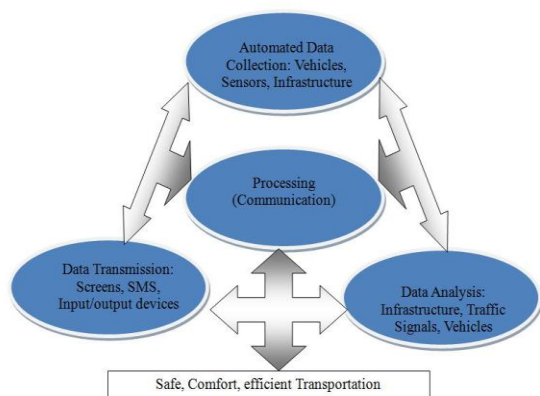 Automated Data
Collection: Vehicles,
Sensors, Infrastructure
Processing
(Communication)
Data Transmission:
Screens, SMS,
Input/output devices
Data Analysis:
Infrastructure, Traffic
Signals, Vehicles
Safe, Comfort, efficient Transportation